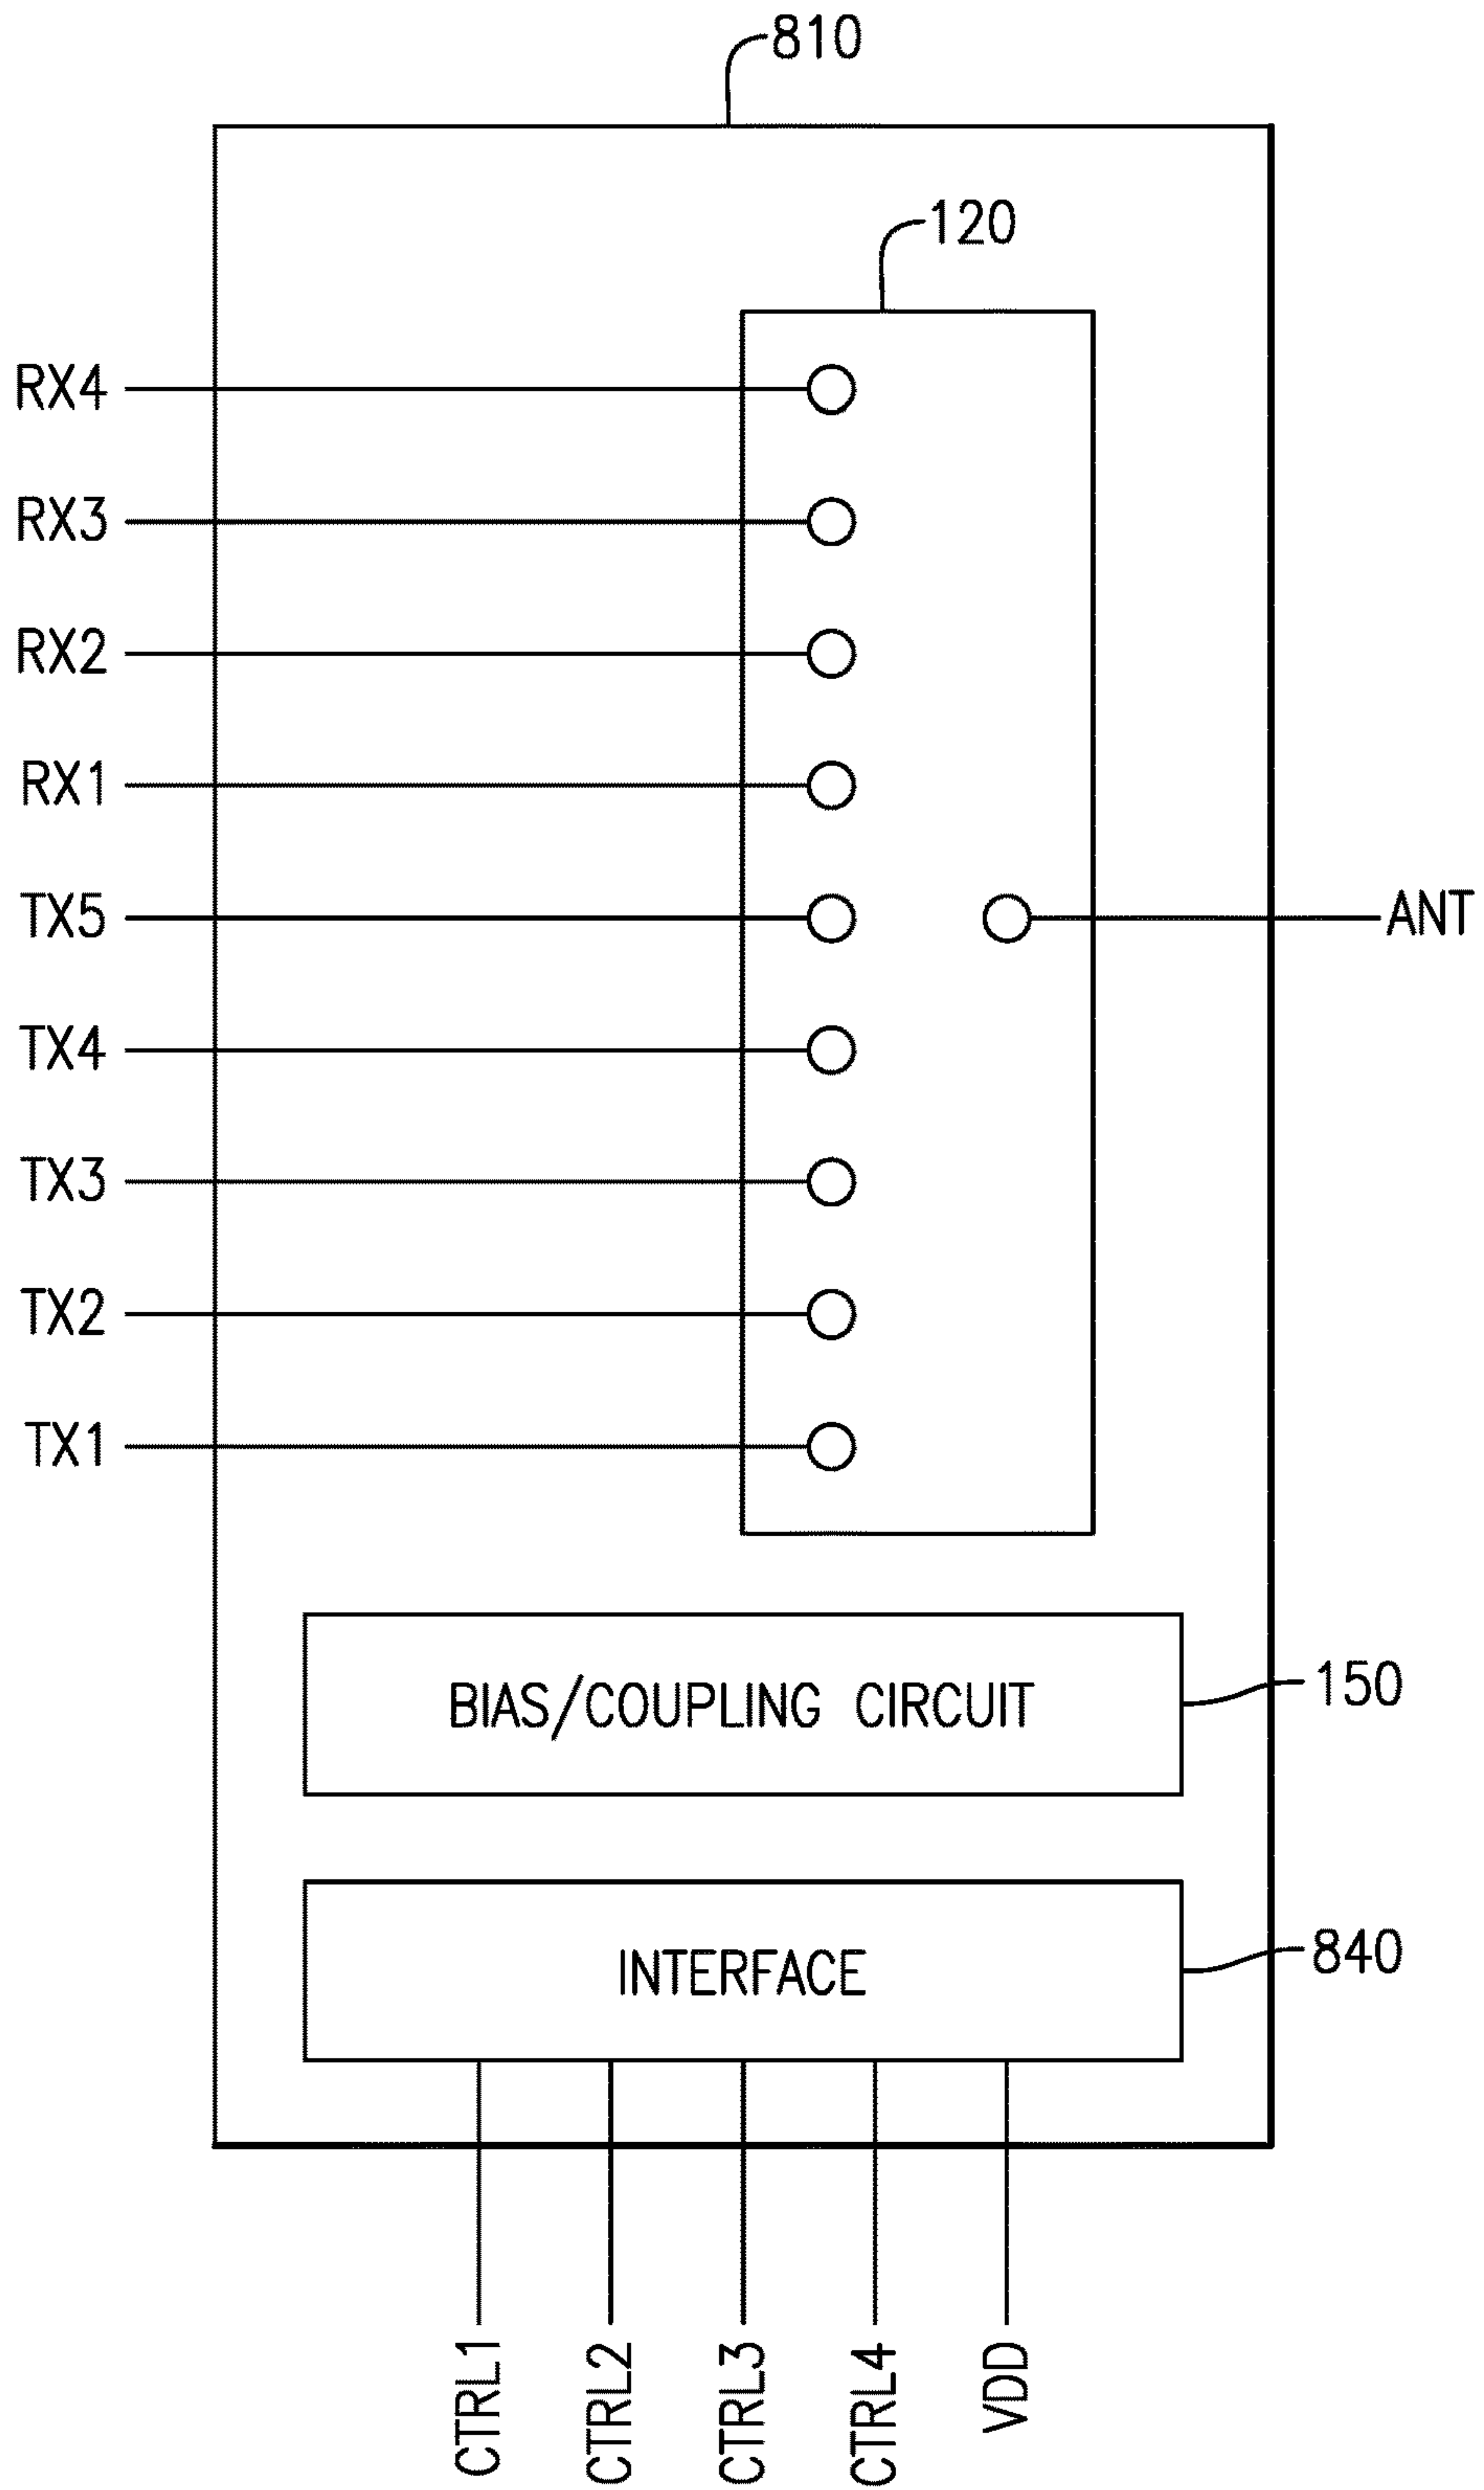 810
120
RX4
RX3
RX2
RX1
TX5
ANT
TX4
TX3
TX2
TX1
BIAS/COUPLING CIRCUIT
150
INTERFACE
840
CTRL1
CTRL2
CTRL3
CTRL4
VDD